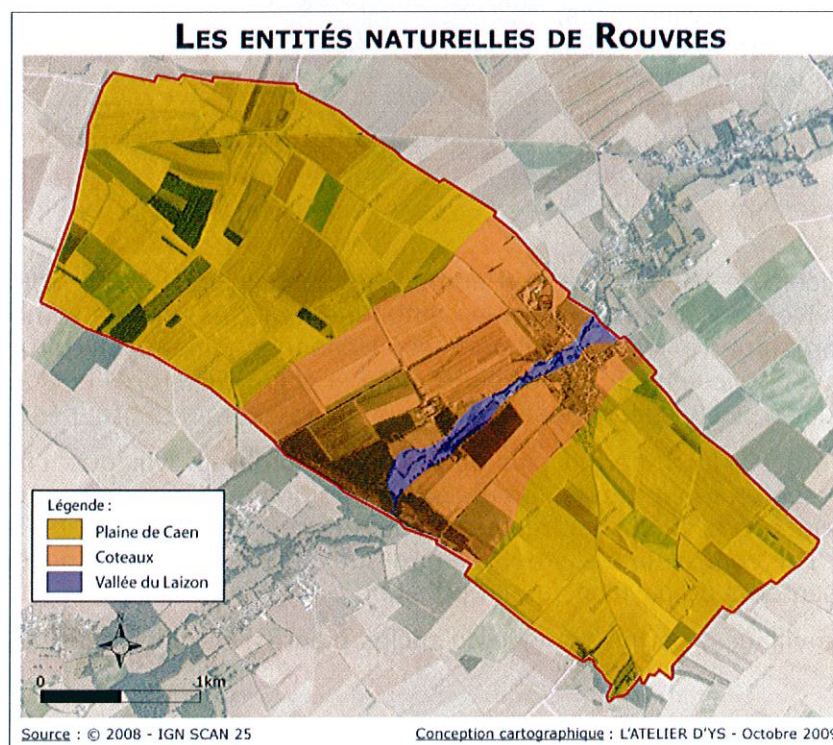 LES ENTITÉS NATURELLES DE ROUVRES
Légende :
Plaine de Caen
Coteaux
Vallée du Laizon
N
0 1km
Source : © 2008 - IGN SCAN 25 Conception cartographique : L'ATELIER D'YS - Octobre 2009